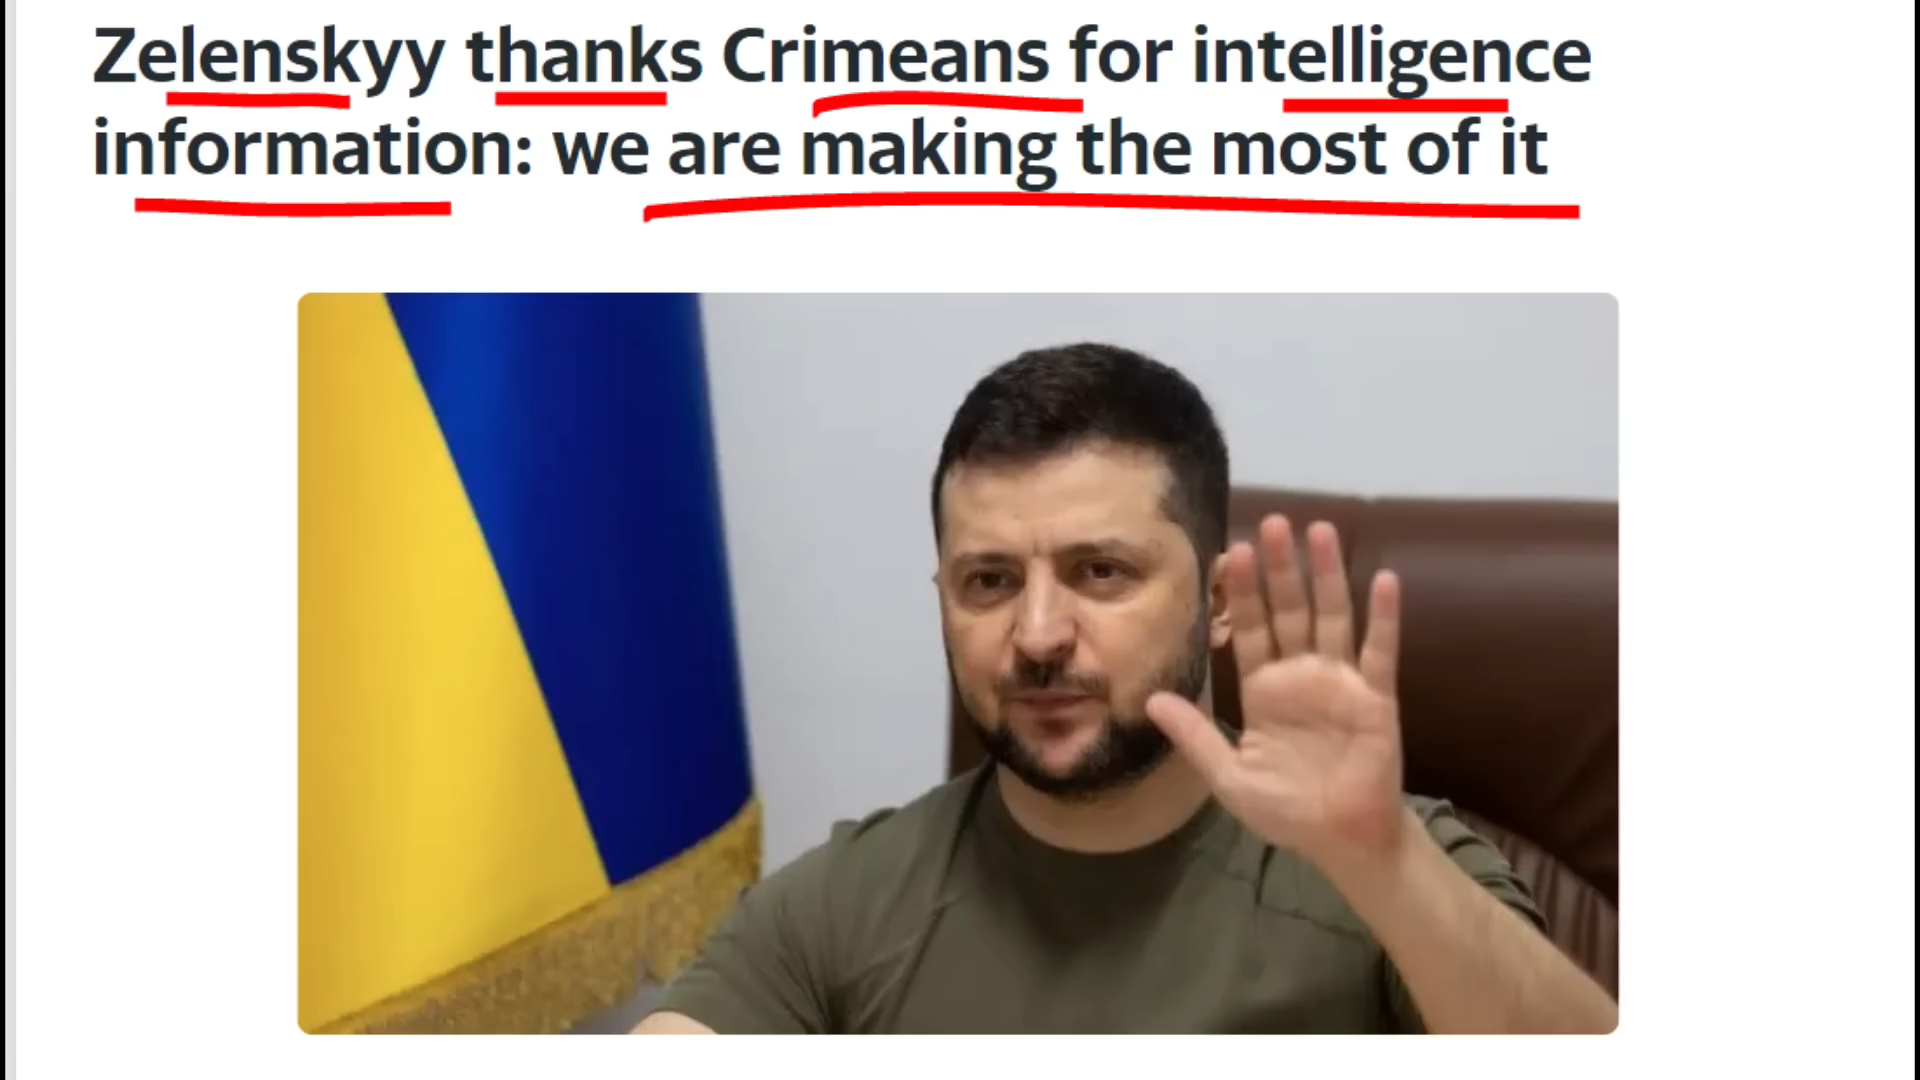 Zelenskyy thanks Crimeans for intelligence
information: we are making the most of it